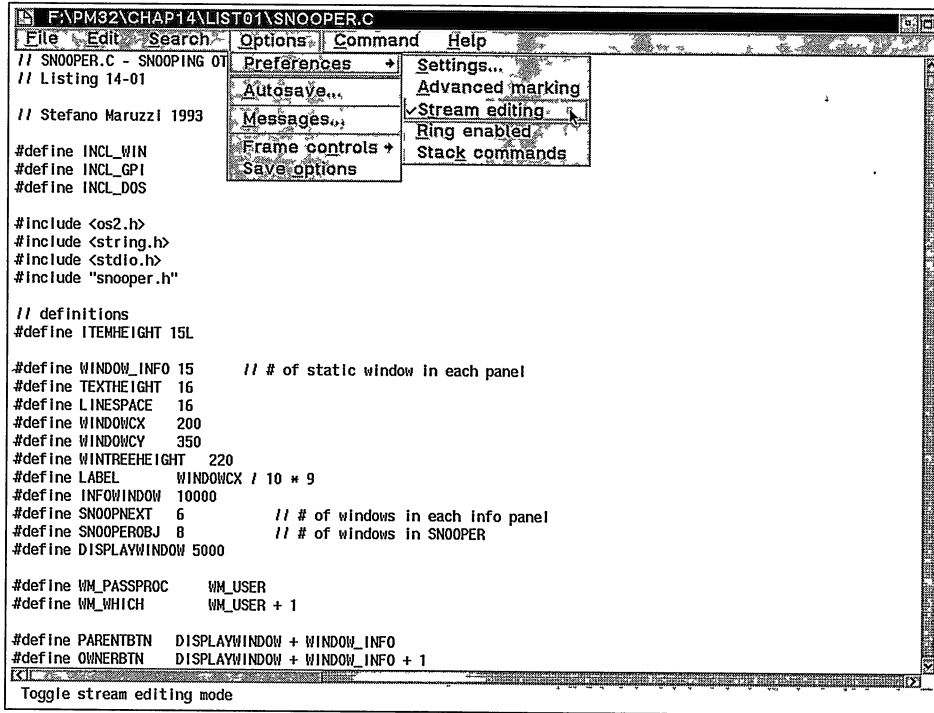 F:\PM32\CHAP14\LIST01\SNOOPER.C
File Edit Search Options Command Help
Preferences
Autosave...
Messages...
Frame controls
Save options
Settings...
Advanced marking
✓Stream editing
Ring enabled
Stack commands
// SNOOPER.C - SNOOPING OT
// Listing 14-01
// Stefano Maruzzi 1993
#define INCL_WIN
#define INCL_GPI
#define INCL_DOS
#include <os2.h>
#include <string.h>
#include <stdio.h>
#include "snooper.h"
// definitions
#define ITEMHEIGHT 15L
#define WINDOW_INFO 15 // # of static window in each panel
#define TEXTHEIGHT 16
#define LINESPACE 16
#define WINDOWCX 200
#define WINDOWCY 350
#define WINTREEHEIGHT 220
#define LABEL WINDOWCX / 10 * 9
#define INFOWINDOW 10000
#define SNOOPNEXT 6 // # of windows in each info panel
#define SNOOPEROBJ 8 // # of windows in SNOOPER
#define DISPLAYWINDOW 5000
#define WM_PASSPROC WM_USER
#define WM_WHICH WM_USER + 1
#define PARENTBTN DISPLAYWINDOW + WINDOW_INFO
#define OWNERBTN DISPLAYWINDOW + WINDOW_INFO + 1
Toggle stream editing mode